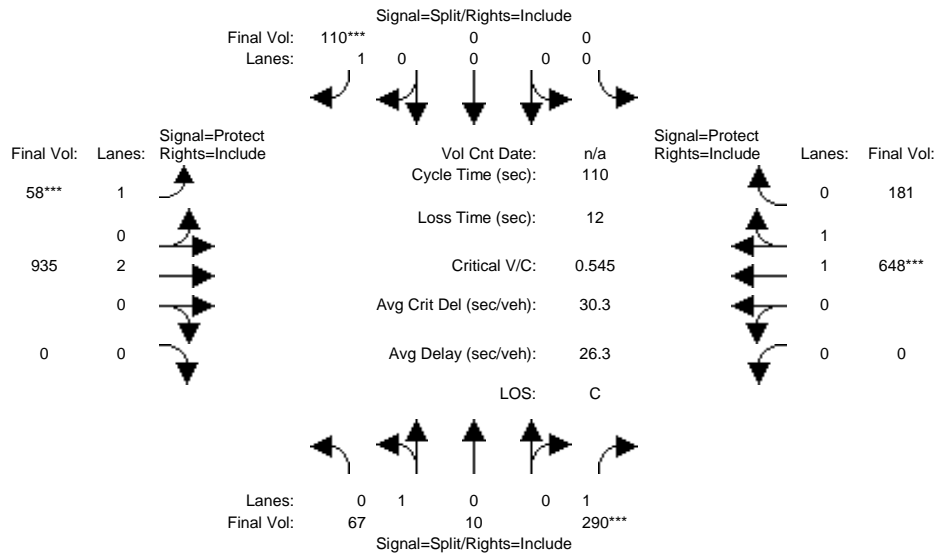 Signal=Split/Rights=Include
Final Vol: 110*** 0 0
Lanes: 1 0 0 0 0
Signal=Protect Signal=Protect
Final Vol: Lanes: Rights=Include Vol Cnt Date: n/a Rights=Include Lanes: Final Vol:
Cycle Time (sec): 110
58*** 1 0 181
Loss Time (sec): 12
0 1
935 2 Critical V/C: 0.545 1 648***
0 Avg Crit Del (sec/veh): 30.3 0
0 0 Avg Delay (sec/veh): 26.3 0 0
LOS: C
Lanes: 0 1 0 0 1
Final Vol: 67 10 290***
Signal=Split/Rights=Include